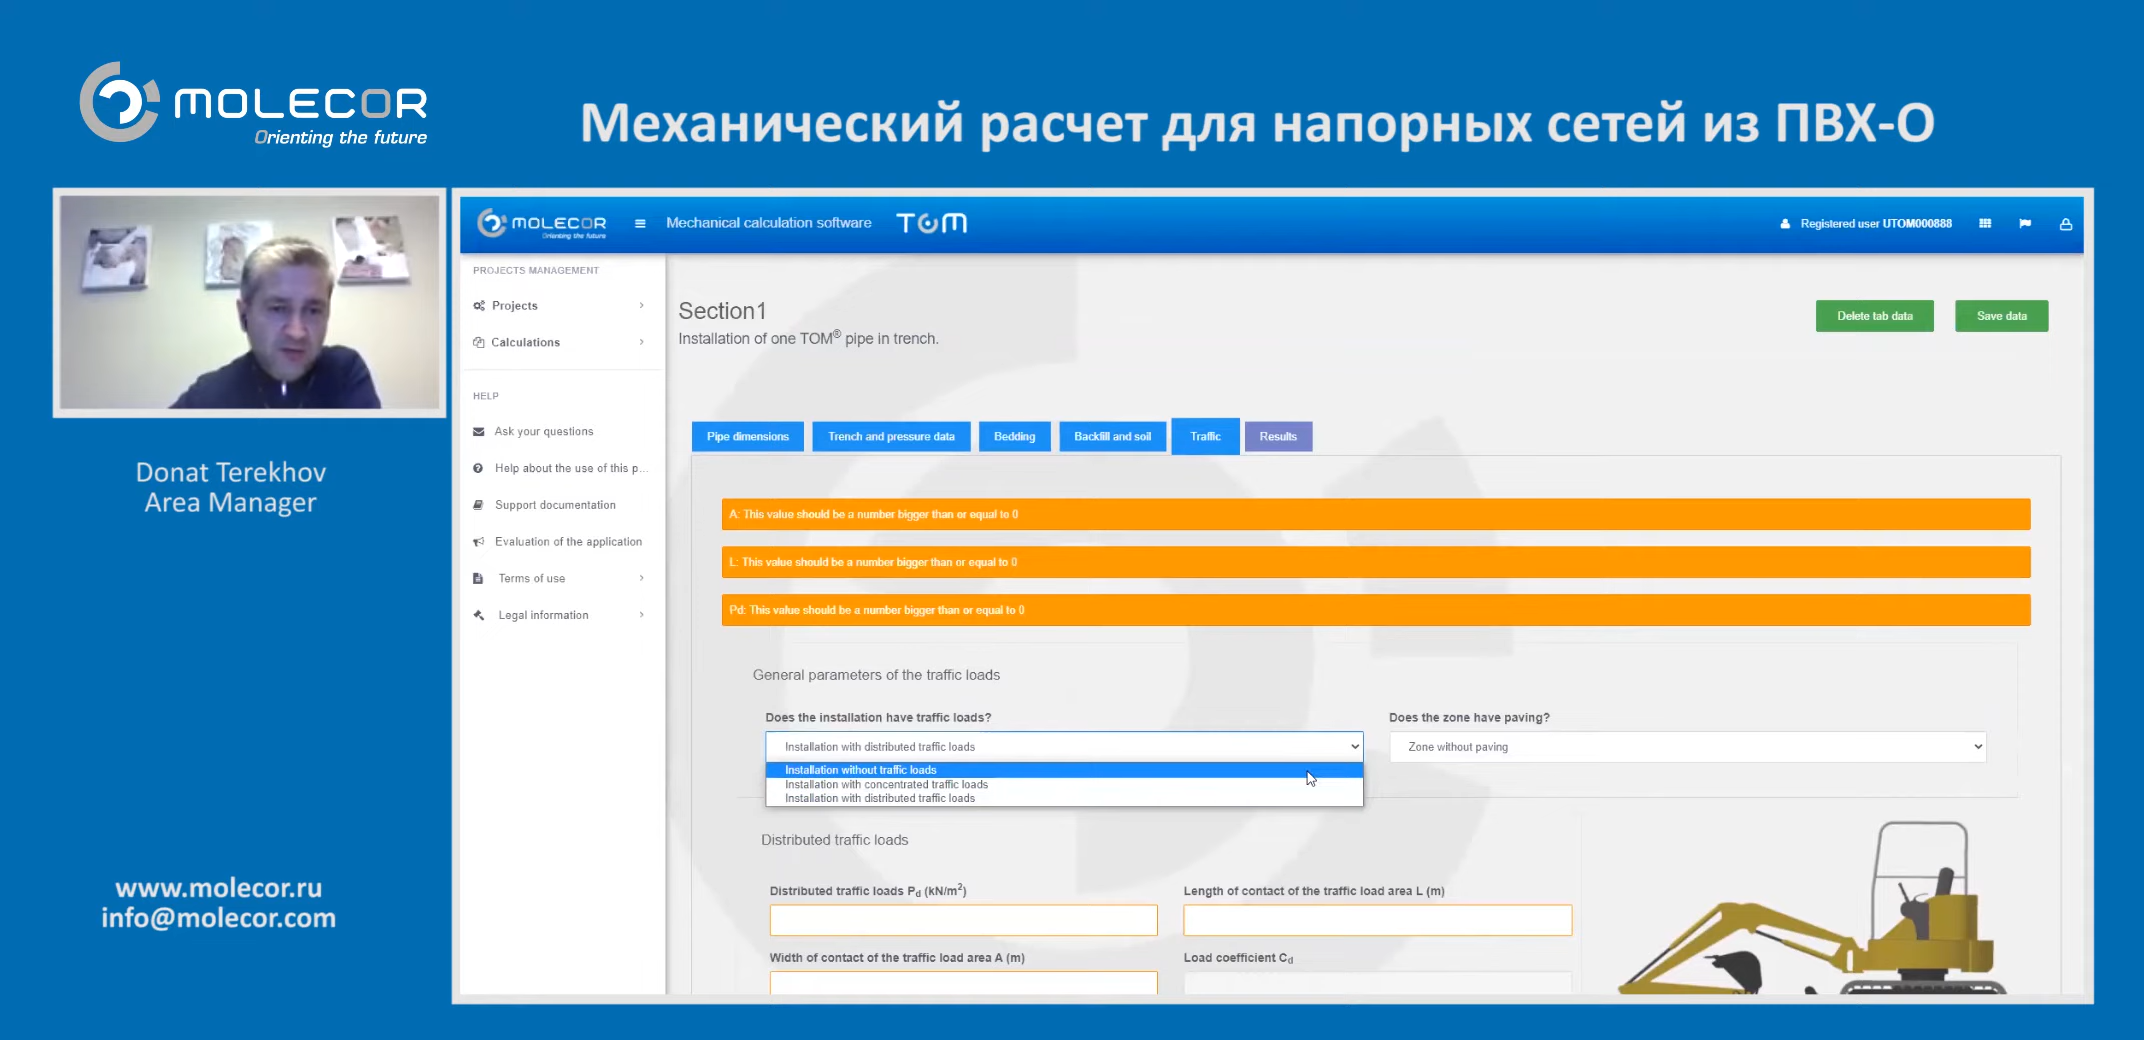 MOLECOR
Orienting the future
Механический расчет для напорных сетей из ПВХ-О
MOLECOR
Orienting the future
Mechanical calculation software
TOM
Registered user UTOM000888
PROJECTS MANAGEMENT
Projects
Calculations
HELP
Ask your questions
Help about the use of this p...
Support documentation
Evaluation of the application
Terms of use
Legal information
Section1
Installation of one TOM® pipe in trench.
Delete tab data
Save data
Pipe dimensions
Trench and pressure data
Bedding
Backfill and soil
Traffic
Results
A: This value should be a number bigger than or equal to 0
L: This value should be a number bigger than or equal to 0
Pd: This value should be a number bigger than or equal to 0
General parameters of the traffic loads
Does the installation have traffic loads?
Installation with distributed traffic loads
Installation without traffic loads
Installation with concentrated traffic loads
Installation with distributed traffic loads
Does the zone have paving?
Zone without paving
Distributed traffic loads
Distributed traffic loads Pd (kN/m²)
Length of contact of the traffic load area L (m)
Width of contact of the traffic load area A (m)
Load coefficient Cd
Donat Terekhov
Area Manager
www.molecor.ru
info@molecor.com